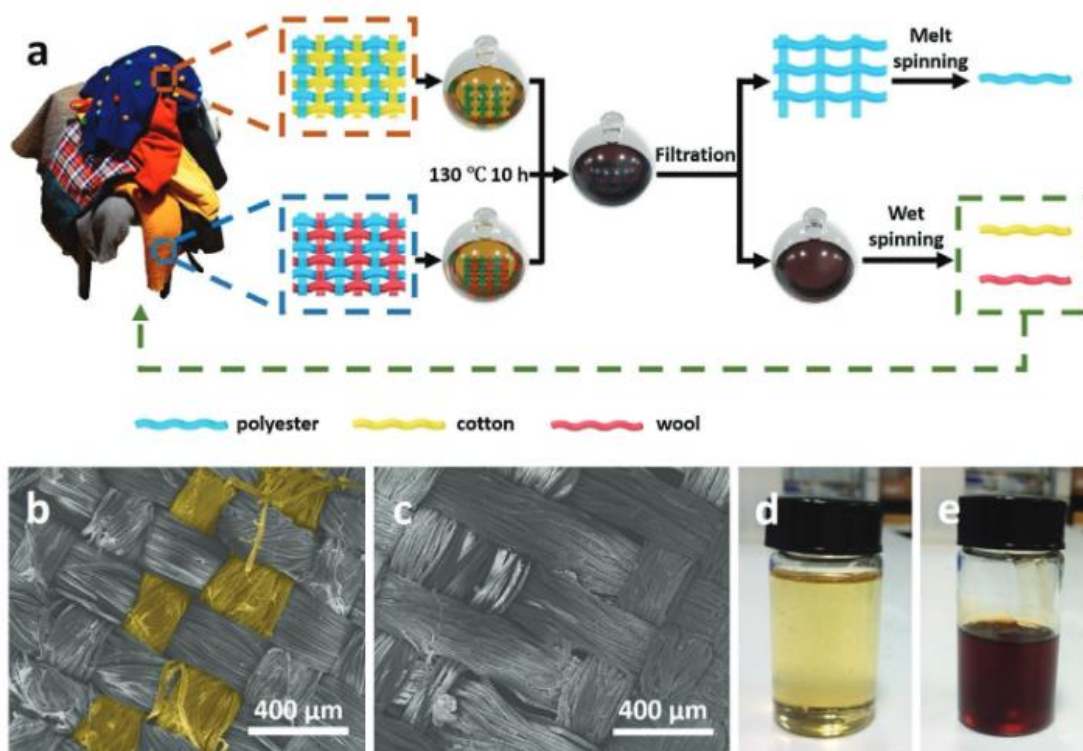 a
Melt
spinning
130 ℃ 10 h
Filtration
Wet
spinning
polyester cotton wool
b
400 μm
c
400 μm
d
e